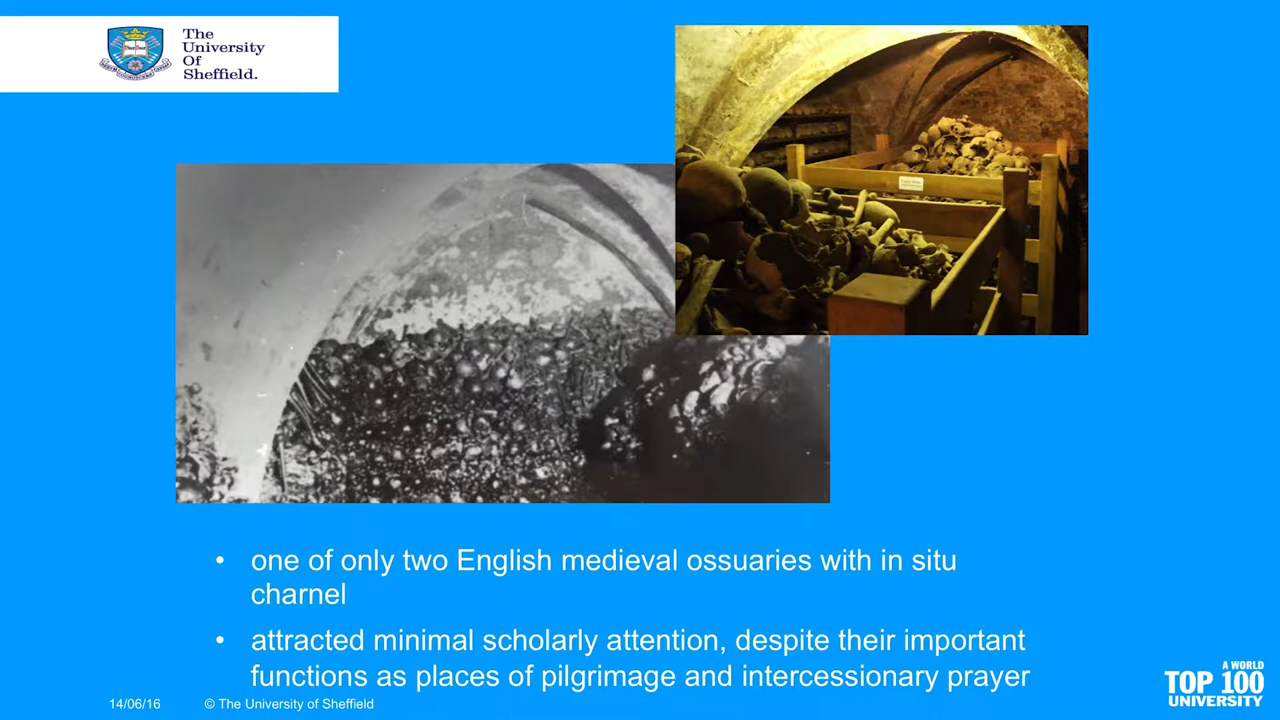 The
University
Of
Sheffield.
• one of only two English medieval ossuaries with in situ
charnel
• attracted minimal scholarly attention, despite their important
functions as places of pilgrimage and intercessionary prayer
14/06/16
© The University of Sheffield
A WORLD
TOP 100
UNIVERSITY